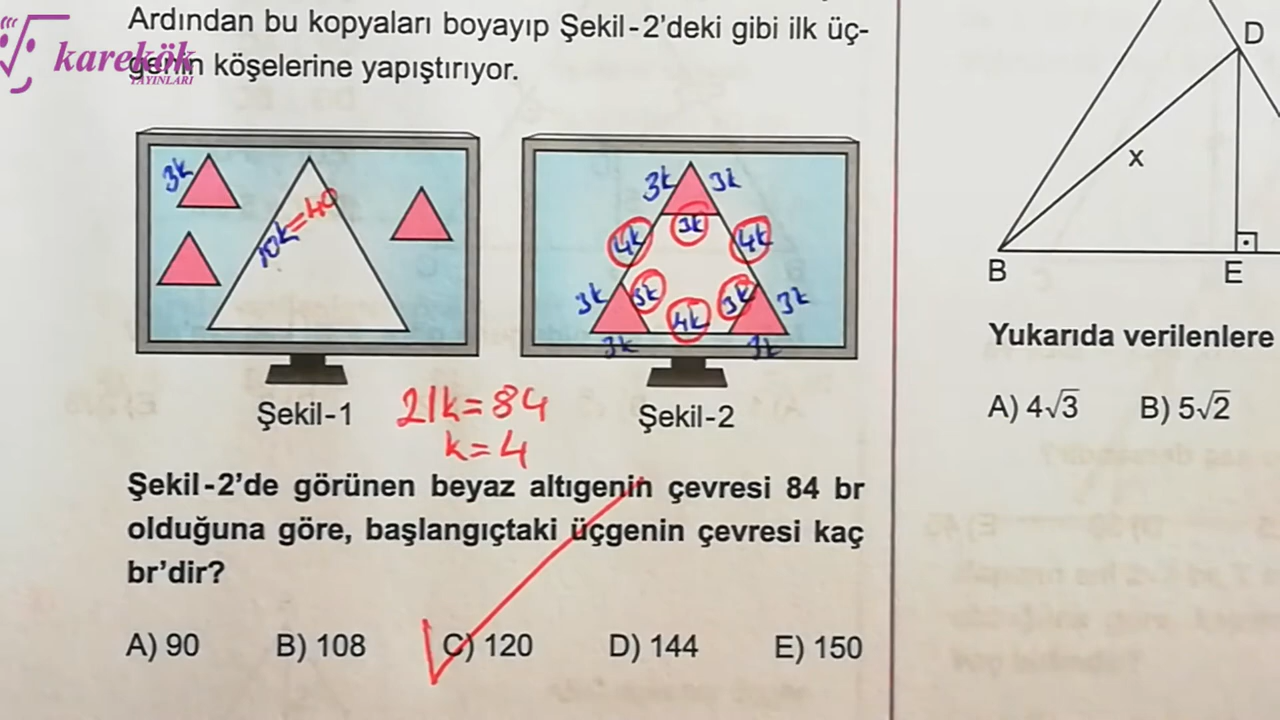 Ardından bu kopyaları boyayıp Şekil-2'deki gibi ilk üç-
genin köşelerine yapıştırıyor.
karekök
YAYINLARI
3k
10k=40
Şekil-1
3k 3k
3k
4k 4k
3k 3k 3k 3k
4k
3k 3k
Şekil-2
21k=84
k=4
Şekil-2'de görünen beyaz altıgenin çevresi 84 br
olduğuna göre, başlangıçtaki üçgenin çevresi kaç
br'dir?
A) 90 B) 108 C) 120 D) 144 E) 150
D
x
B
E
Yukarıda verilenlere
A) 4√3 B) 5√2